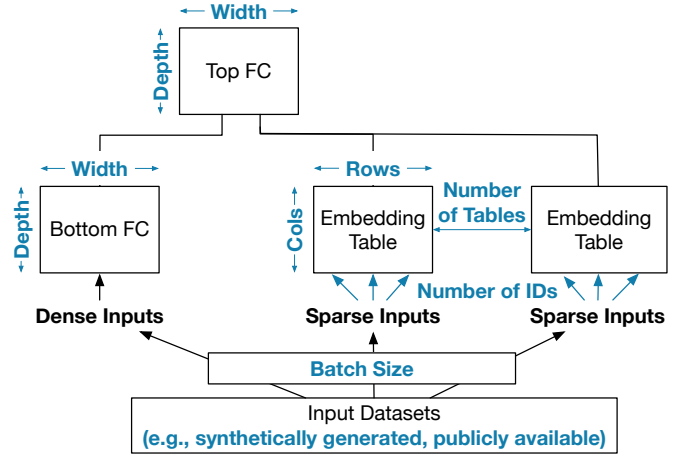 Width
Depth
Top FC
Width
Rows
Depth
Bottom FC
Cols
Embedding
Table
Number
of Tables
Embedding
Table
Number of IDs
Dense Inputs
Sparse Inputs
Sparse Inputs
Batch Size
Input Datasets
(e.g., synthetically generated, publicly available)